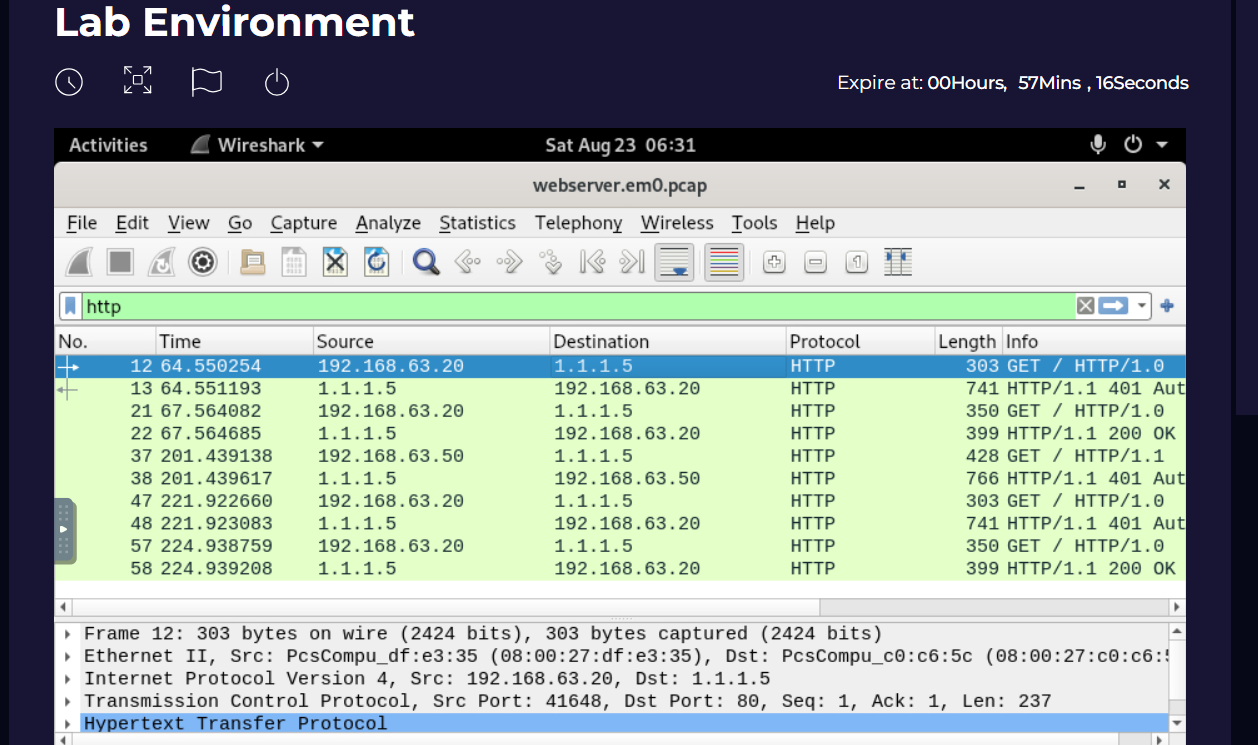 Lab Environment
Expire at: 00Hours, 57Mins , 16Seconds
Activities Wireshark Sat Aug 23 06:31
webserver.em0.pcap
File Edit View Go Capture Analyze Statistics Telephony Wireless Tools Help
http
No. Time Source Destination Protocol Length Info
12 64.550254 192.168.63.20 1.1.1.5 HTTP 303 GET / HTTP/1.0
13 64.551193 1.1.1.5 192.168.63.20 HTTP 741 HTTP/1.1 401 Aut
21 67.564082 192.168.63.20 1.1.1.5 HTTP 350 GET / HTTP/1.0
22 67.564685 1.1.1.5 192.168.63.20 HTTP 399 HTTP/1.1 200 OK
37 201.439138 192.168.63.50 1.1.1.5 HTTP 428 GET / HTTP/1.1
38 201.439617 1.1.1.5 192.168.63.50 HTTP 766 HTTP/1.1 401 Aut
47 221.922660 192.168.63.20 1.1.1.5 HTTP 303 GET / HTTP/1.0
48 221.923083 1.1.1.5 192.168.63.20 HTTP 741 HTTP/1.1 401 Aut
57 224.938759 192.168.63.20 1.1.1.5 HTTP 350 GET / HTTP/1.0
58 224.939208 1.1.1.5 192.168.63.20 HTTP 399 HTTP/1.1 200 OK
Frame 12: 303 bytes on wire (2424 bits), 303 bytes captured (2424 bits)
Ethernet II, Src: PcsCompu_df:e3:35 (08:00:27:df:e3:35), Dst: PcsCompu_c0:c6:5c (08:00:27:c0:c6:
Internet Protocol Version 4, Src: 192.168.63.20, Dst: 1.1.1.5
Transmission Control Protocol, Src Port: 41648, Dst Port: 80, Seq: 1, Ack: 1, Len: 237
Hypertext Transfer Protocol